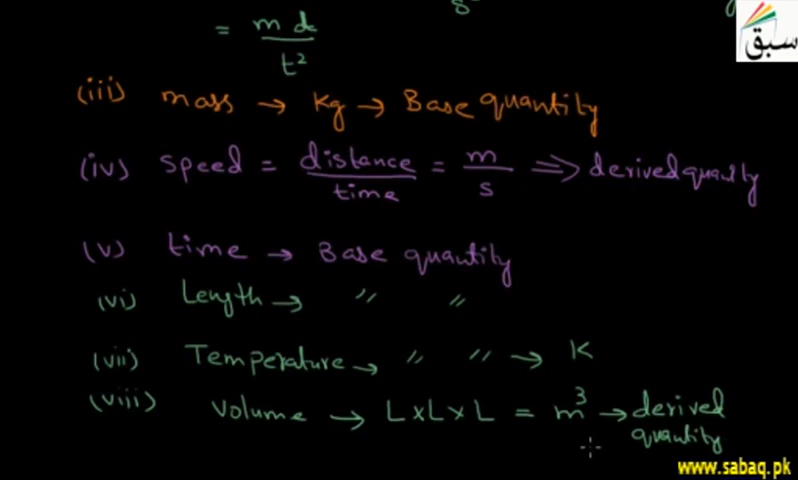 = md/t²
سبق
(iii) mass → Kg → Base quantity
(iv) speed = distance/time = m/s ⇒ derived quantity
(v) time → Base quantity
(vi) Length → " "
(vii) Temperature → " " → K
(viii) Volume → L×L×L = m³ → derived
quantity
www.sabaq.pk